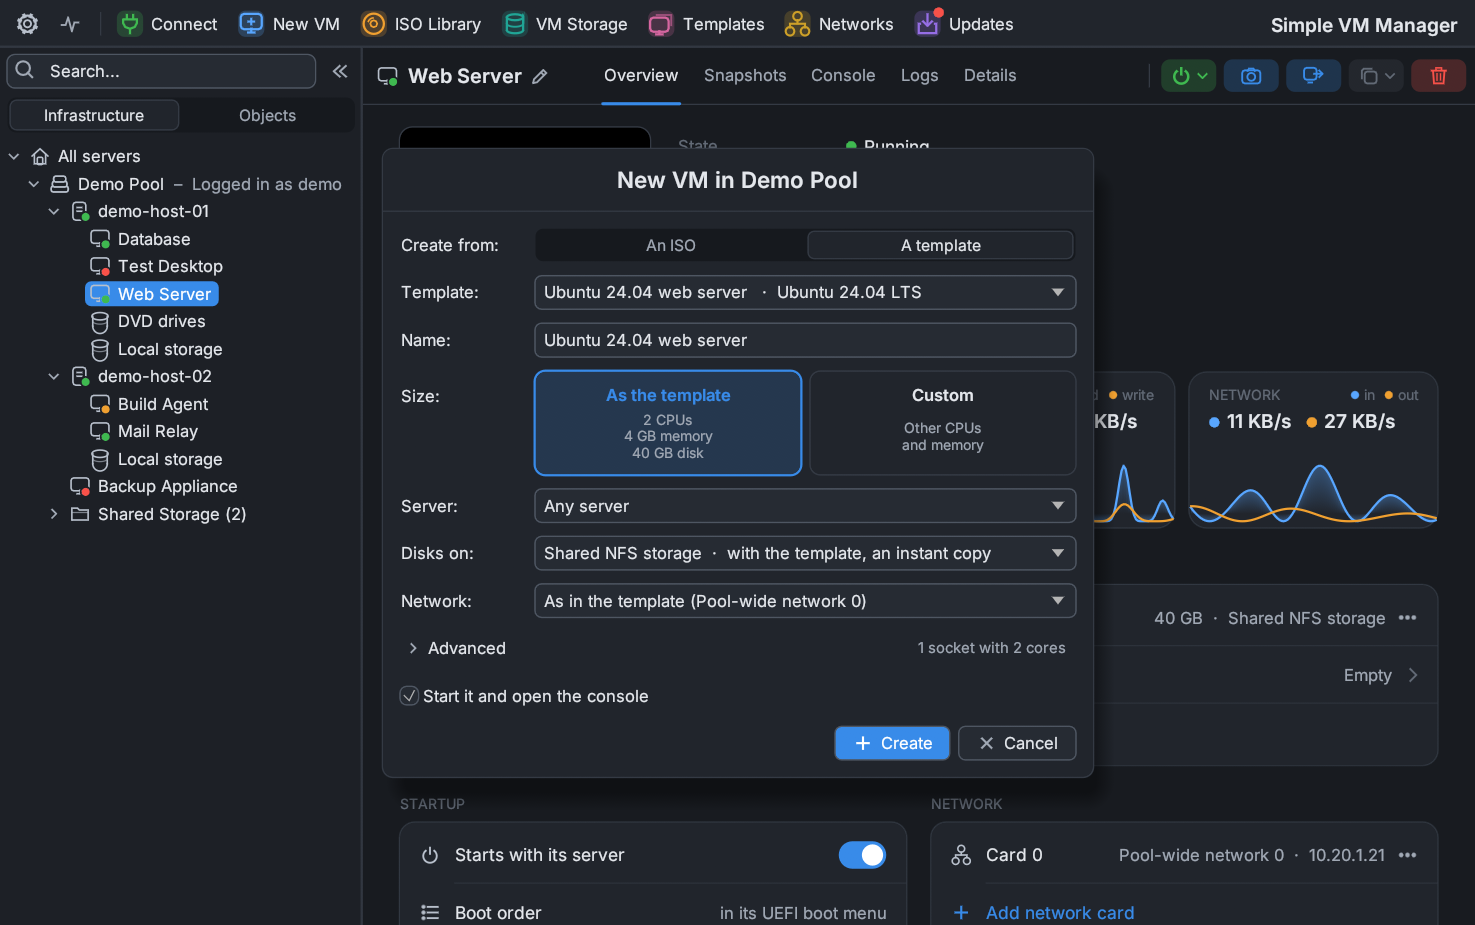 Connect New VM ISO Library VM Storage Templates Networks Updates Simple VM Manager
Search...
Infrastructure Objects
All servers
Demo Pool – Logged in as demo
demo-host-01
Database
Test Desktop
Web Server
DVD drives
Local storage
demo-host-02
Build Agent
Mail Relay
Local storage
Backup Appliance
Shared Storage (2)
Web Server Overview Snapshots Console Logs Details
State Running
New VM in Demo Pool
Create from: An ISO A template
Template: Ubuntu 24.04 web server · Ubuntu 24.04 LTS
Name: Ubuntu 24.04 web server
Size: As the template
2 CPUs
4 GB memory
40 GB disk
Custom
Other CPUs
and memory
Server: Any server
Disks on: Shared NFS storage · with the template, an instant copy
Network: As in the template (Pool-wide network 0)
Advanced 1 socket with 2 cores
Start it and open the console
Create Cancel
write
KB/s
NETWORK in out
11 KB/s 27 KB/s
40 GB · Shared NFS storage
Empty
STARTUP
Starts with its server
Boot order in its UEFI boot menu
NETWORK
Card 0 Pool-wide network 0 · 10.20.1.21
Add network card